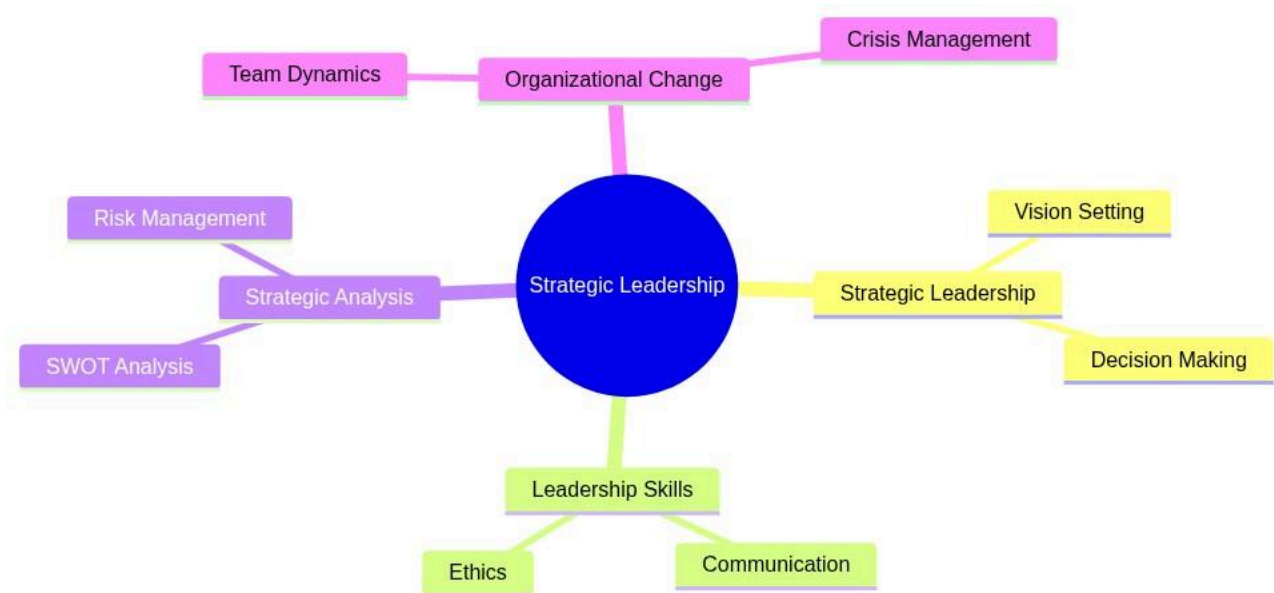 Crisis Management
Team Dynamics
Organizational Change
Risk Management
Vision Setting
Strategic Analysis
Strategic Leadership
Strategic Leadership
SWOT Analysis
Decision Making
Leadership Skills
Ethics
Communication